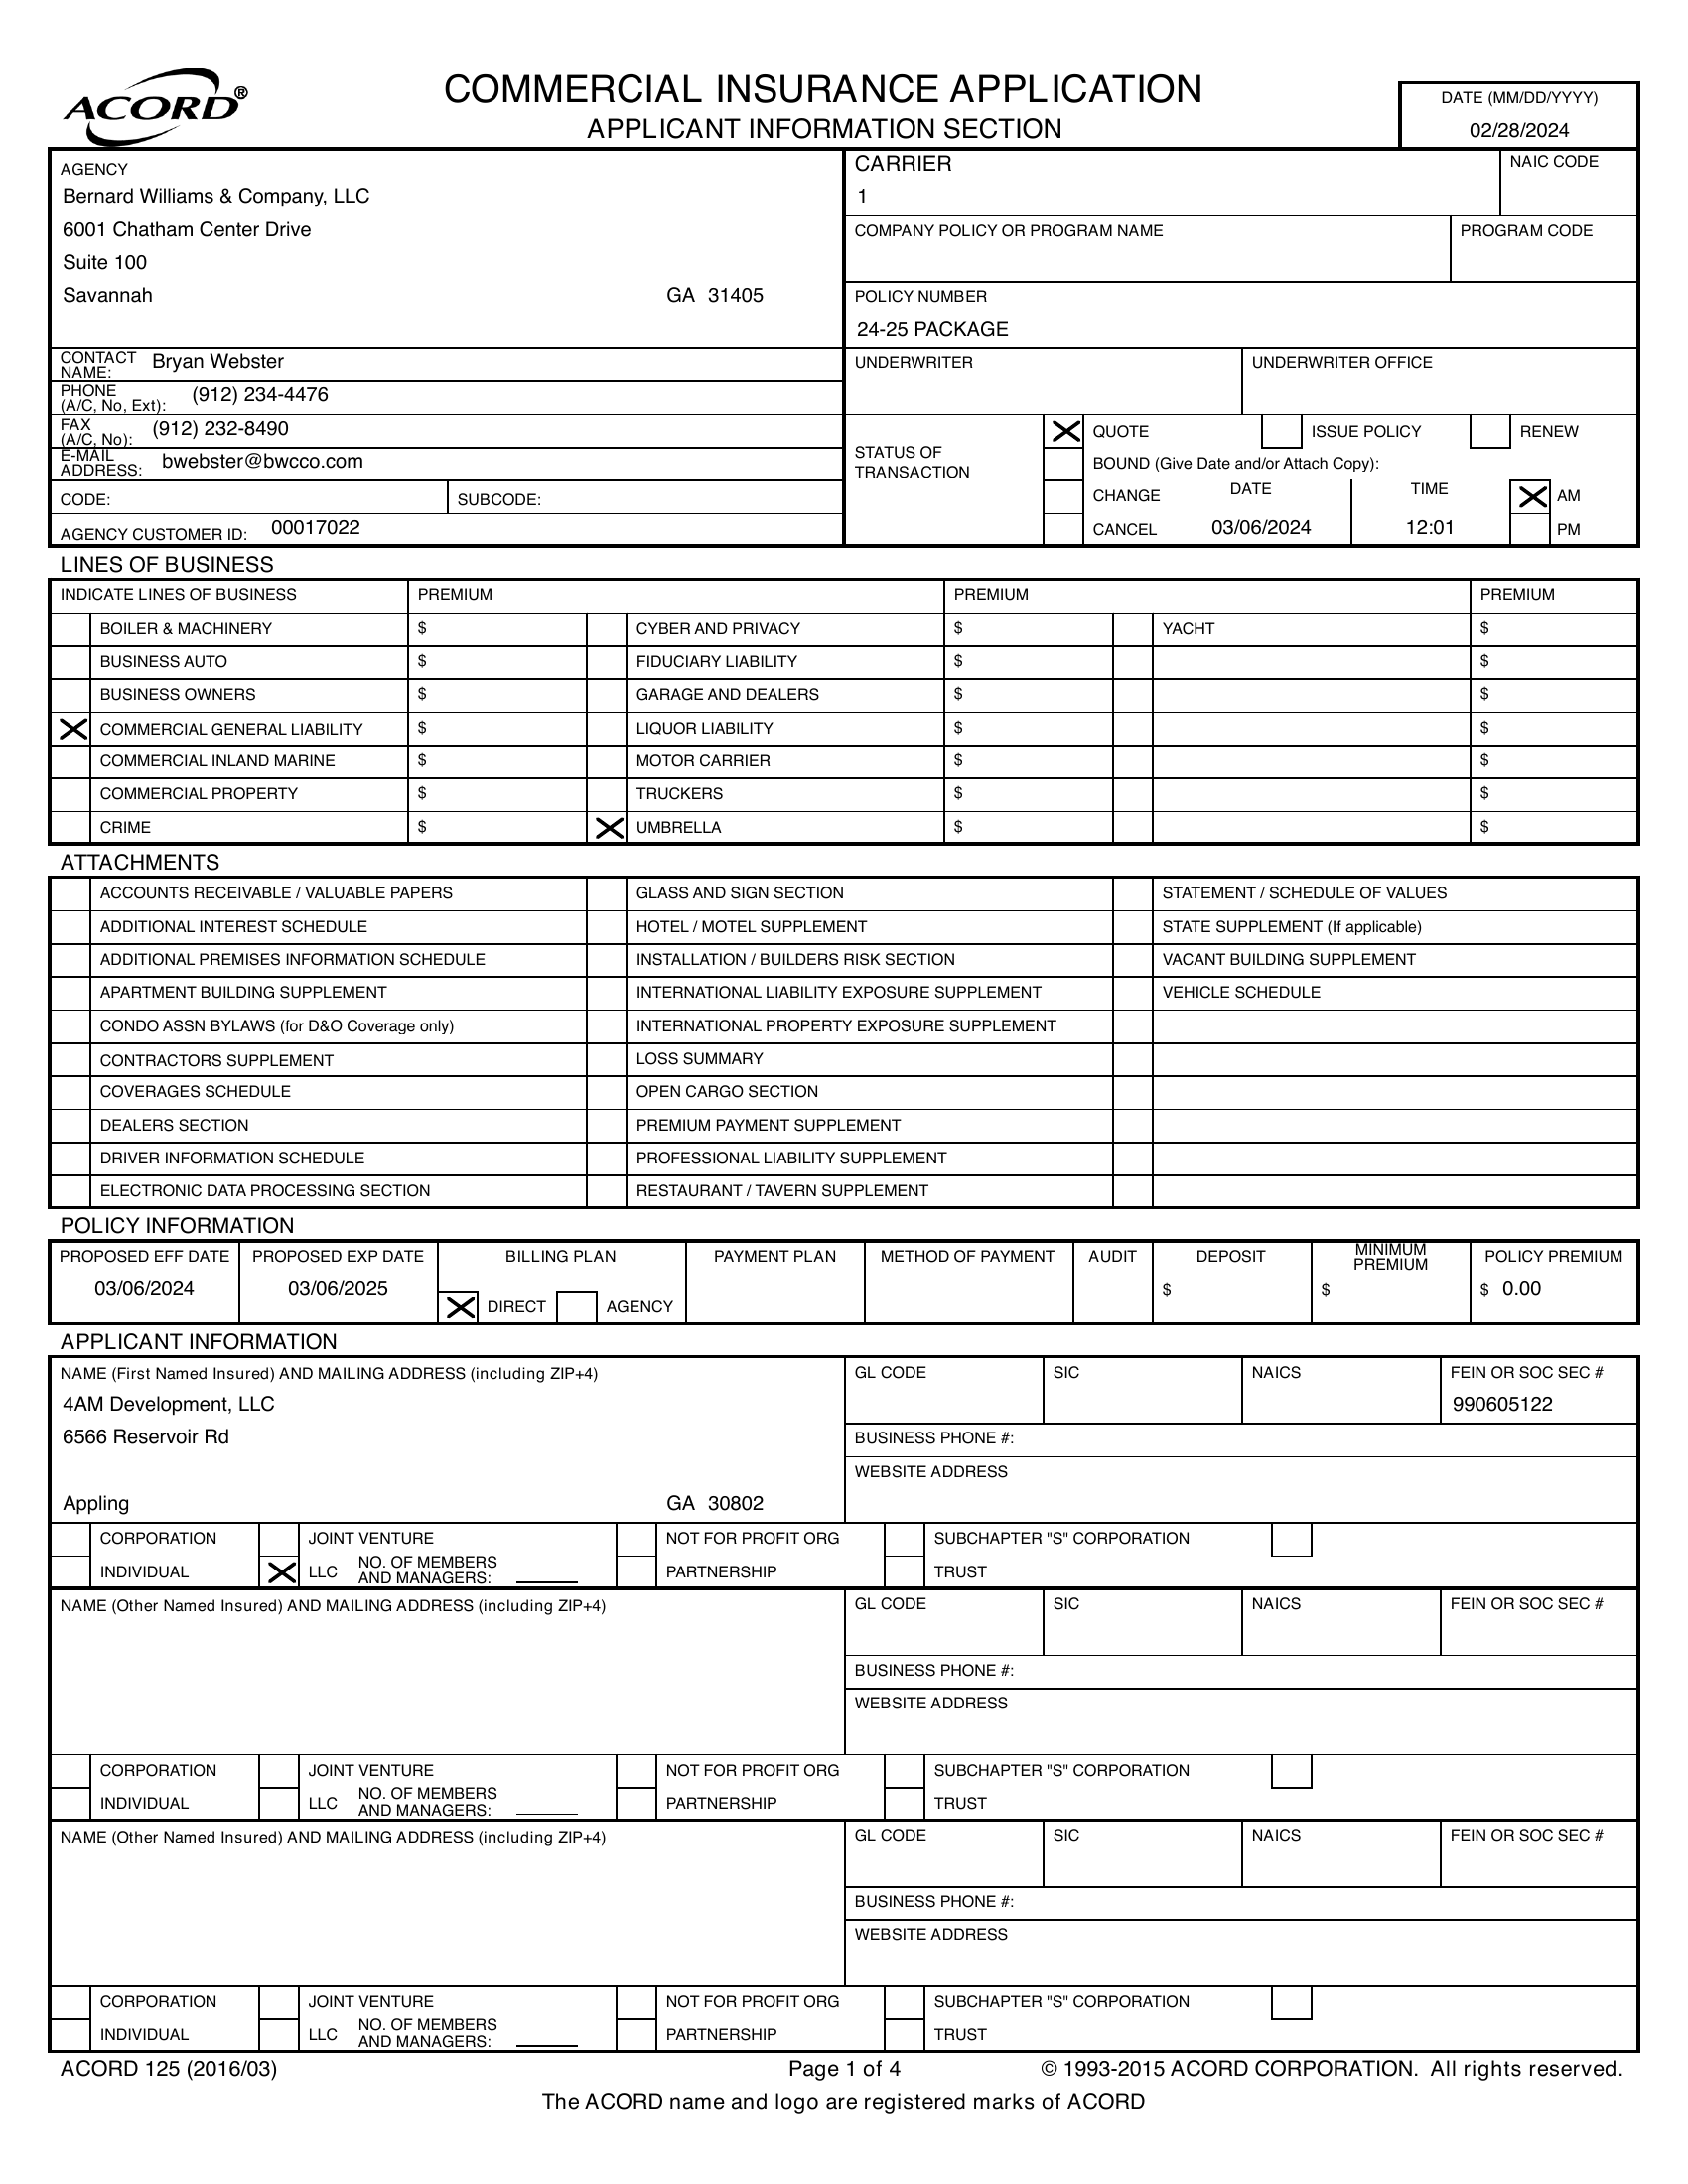 ACORD®
COMMERCIAL INSURANCE APPLICATION
APPLICANT INFORMATION SECTION
DATE (MM/DD/YYYY)
02/28/2024
AGENCY
Bernard Williams & Company, LLC
6001 Chatham Center Drive
Suite 100
Savannah GA 31405
CARRIER
1
NAIC CODE
COMPANY POLICY OR PROGRAM NAME
PROGRAM CODE
POLICY NUMBER
24-25 PACKAGE
CONTACT NAME: Bryan Webster
PHONE (A/C, No, Ext): (912) 234-4476
FAX (A/C, No): (912) 232-8490
E-MAIL ADDRESS: bwebster@bwcco.com
CODE: SUBCODE:
AGENCY CUSTOMER ID: 00017022
UNDERWRITER
UNDERWRITER OFFICE
STATUS OF TRANSACTION
QUOTE ISSUE POLICY RENEW
BOUND (Give Date and/or Attach Copy):
CHANGE DATE TIME AM
CANCEL 03/06/2024 12:01 PM
LINES OF BUSINESS
INDICATE LINES OF BUSINESS PREMIUM PREMIUM PREMIUM
BOILER & MACHINERY $ CYBER AND PRIVACY $ YACHT $
BUSINESS AUTO $ FIDUCIARY LIABILITY $ $
BUSINESS OWNERS $ GARAGE AND DEALERS $ $
COMMERCIAL GENERAL LIABILITY $ LIQUOR LIABILITY $ $
COMMERCIAL INLAND MARINE $ MOTOR CARRIER $ $
COMMERCIAL PROPERTY $ TRUCKERS $ $
CRIME $ UMBRELLA $ $
ATTACHMENTS
ACCOUNTS RECEIVABLE / VALUABLE PAPERS GLASS AND SIGN SECTION STATEMENT / SCHEDULE OF VALUES
ADDITIONAL INTEREST SCHEDULE HOTEL / MOTEL SUPPLEMENT STATE SUPPLEMENT (If applicable)
ADDITIONAL PREMISES INFORMATION SCHEDULE INSTALLATION / BUILDERS RISK SECTION VACANT BUILDING SUPPLEMENT
APARTMENT BUILDING SUPPLEMENT INTERNATIONAL LIABILITY EXPOSURE SUPPLEMENT VEHICLE SCHEDULE
CONDO ASSN BYLAWS (for D&O Coverage only) INTERNATIONAL PROPERTY EXPOSURE SUPPLEMENT
CONTRACTORS SUPPLEMENT LOSS SUMMARY
COVERAGES SCHEDULE OPEN CARGO SECTION
DEALERS SECTION PREMIUM PAYMENT SUPPLEMENT
DRIVER INFORMATION SCHEDULE PROFESSIONAL LIABILITY SUPPLEMENT
ELECTRONIC DATA PROCESSING SECTION RESTAURANT / TAVERN SUPPLEMENT
POLICY INFORMATION
PROPOSED EFF DATE PROPOSED EXP DATE BILLING PLAN PAYMENT PLAN METHOD OF PAYMENT AUDIT DEPOSIT MINIMUM PREMIUM POLICY PREMIUM
03/06/2024 03/06/2025 DIRECT AGENCY $ $ $ 0.00
APPLICANT INFORMATION
NAME (First Named Insured) AND MAILING ADDRESS (including ZIP+4)
4AM Development, LLC
6566 Reservoir Rd
Appling GA 30802
GL CODE SIC NAICS FEIN OR SOC SEC #
990605122
BUSINESS PHONE #:
WEBSITE ADDRESS
CORPORATION JOINT VENTURE NOT FOR PROFIT ORG SUBCHAPTER "S" CORPORATION
INDIVIDUAL LLC NO. OF MEMBERS AND MANAGERS: PARTNERSHIP TRUST
NAME (Other Named Insured) AND MAILING ADDRESS (including ZIP+4)
GL CODE SIC NAICS FEIN OR SOC SEC #
BUSINESS PHONE #:
WEBSITE ADDRESS
CORPORATION JOINT VENTURE NOT FOR PROFIT ORG SUBCHAPTER "S" CORPORATION
INDIVIDUAL LLC NO. OF MEMBERS AND MANAGERS: PARTNERSHIP TRUST
NAME (Other Named Insured) AND MAILING ADDRESS (including ZIP+4)
GL CODE SIC NAICS FEIN OR SOC SEC #
BUSINESS PHONE #:
WEBSITE ADDRESS
CORPORATION JOINT VENTURE NOT FOR PROFIT ORG SUBCHAPTER "S" CORPORATION
INDIVIDUAL LLC NO. OF MEMBERS AND MANAGERS: PARTNERSHIP TRUST
ACORD 125 (2016/03) Page 1 of 4 © 1993-2015 ACORD CORPORATION. All rights reserved.
The ACORD name and logo are registered marks of ACORD